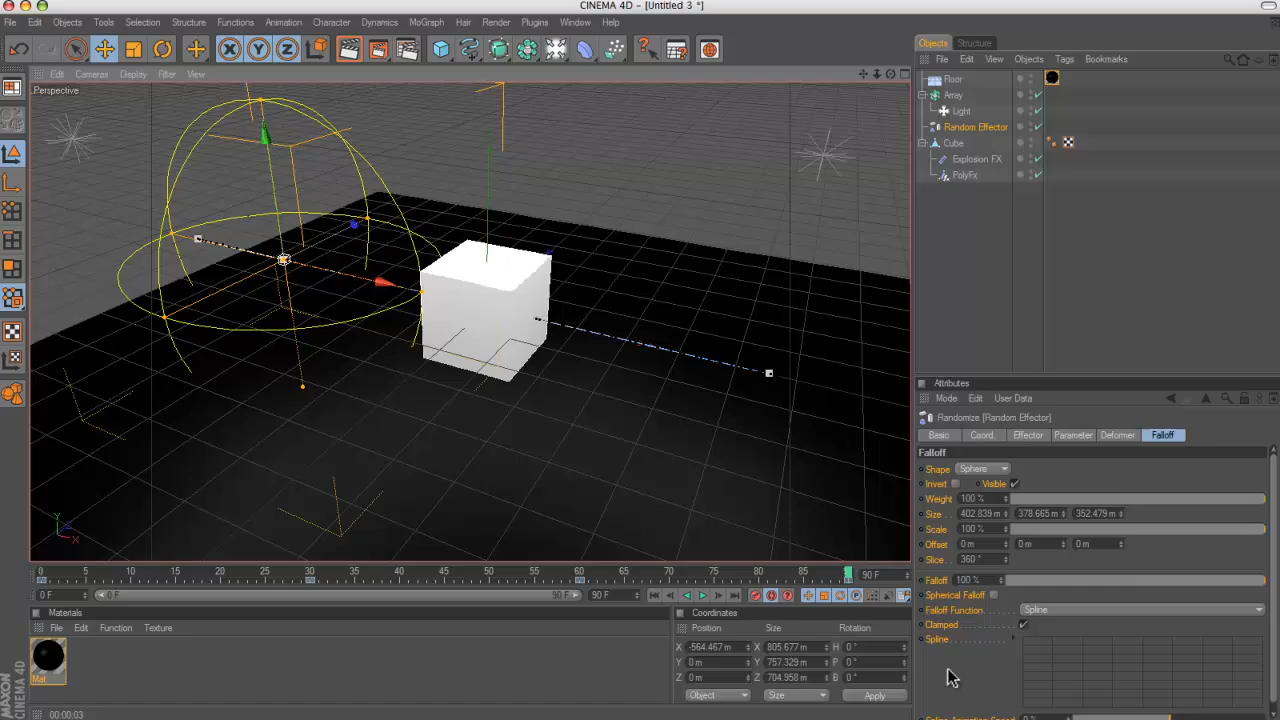 CINEMA 4D - [Untitled 3 *]
File Edit Objects Tools Selection Structure Functions Animation Character Dynamics MoGraph Hair Render Plugins Window Help
Objects Structure
File Edit View Objects Tags Bookmarks
Edit Cameras Display Filter View
Perspective
Floor
Array
Light
Random Effector
Cube
Explosion FX
PolyFx
Attributes
Mode Edit User Data
Randomize [Random Effector]
Basic Coord. Effector Parameter Deformer Falloff
Falloff
Shape Sphere
Invert Visible
Weight 100 %
Size . . 402.839 m 378.665 m 352.479 m
Scale 100 %
Offset 0 m 0 m 0 m
Slice. 360 °
Falloff 100 %
Spherical Falloff
Falloff Function Spline
Clamped
Spline
Spline Animation Speed 0 %
Y
Z
X
0 5 10 15 20 25 30 35 40 45 50 55 60 65 70 75 80 85 90 F
0 F 0 F 90 F 90 F
Materials
File Edit Function Texture
Mat
Coordinates
Position Size Rotation
X -564.467 m X 805.677 m H 0 °
Y 0 m Y 757.329 m P 0 °
Z 0 m Z 704.958 m B 0 °
Object Size Apply
MAXON CINEMA 4D
00:00:03